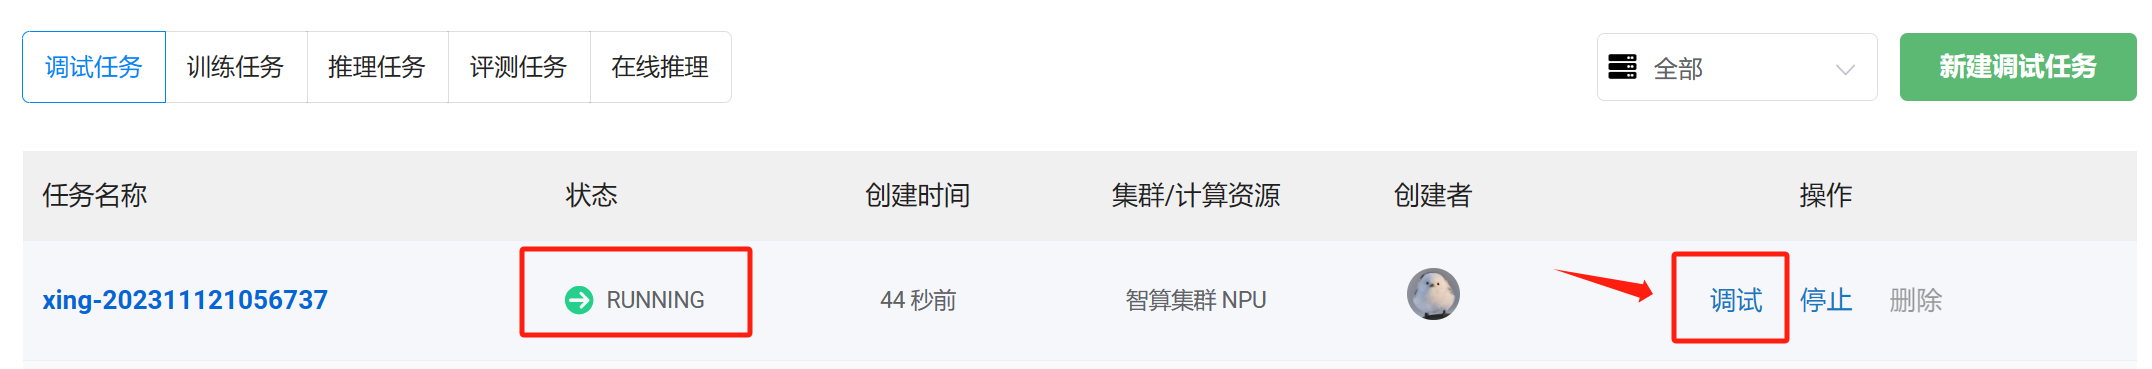 调试任务 训练任务 推理任务 评测任务 在线推理 全部 新建调试任务
任务名称 状态 创建时间 集群/计算资源 创建者 操作
xing-202311121056737 RUNNING 44 秒前 智算集群 NPU 调试 停止 删除